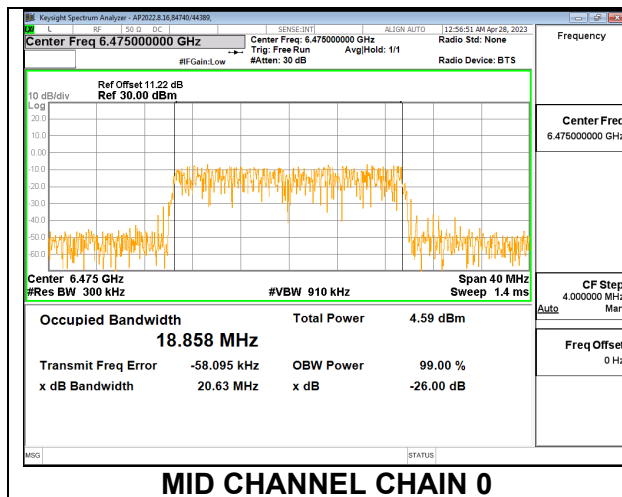 Keysight Spectrum Analyzer - AP2022.8.16,84740/44389,
L RF 50 Ω DC SENSE:INT ALIGN AUTO 12:56:51 AM Apr 28, 2023
Center Freq 6.475000000 GHz
Center Freq: 6.475000000 GHz Radio Std: None
Trig: Free Run Avg|Hold: 1/1
#IFGain:Low #Atten: 30 dB Radio Device: BTS
Frequency
Ref Offset 11.22 dB
10 dB/div Ref 30.00 dBm
Log
20.0
10.0
0.00
-10.0
-20.0
-30.0
-40.0
-50.0
-60.0
Center 6.475 GHz Span 40 MHz
#Res BW 300 kHz #VBW 910 kHz Sweep 1.4 ms
Center Freq
6.475000000 GHz
CF Step
4.000000 MHz
Auto Man
Freq Offset
0 Hz
Occupied Bandwidth Total Power 4.59 dBm
18.858 MHz
Transmit Freq Error -58.095 kHz OBW Power 99.00 %
x dB Bandwidth 20.63 MHz x dB -26.00 dB
MSG STATUS
MID CHANNEL CHAIN 0